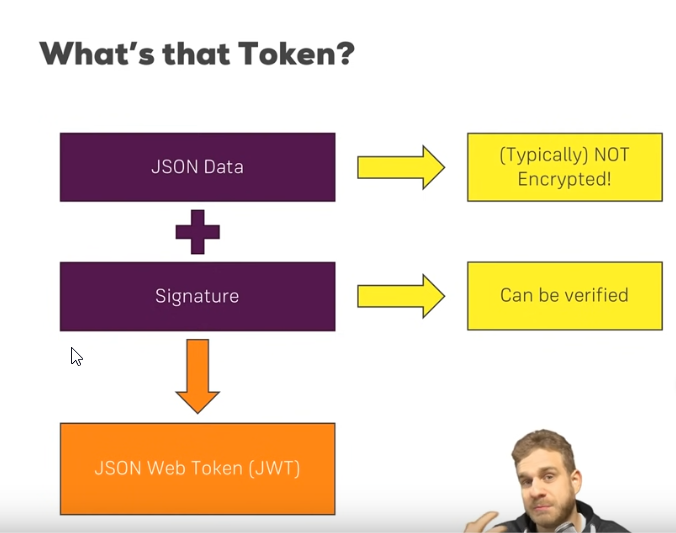 What's that Token?
JSON Data
(Typically) NOT
Encrypted!
Signature
Can be verified
JSON Web Token (JWT)